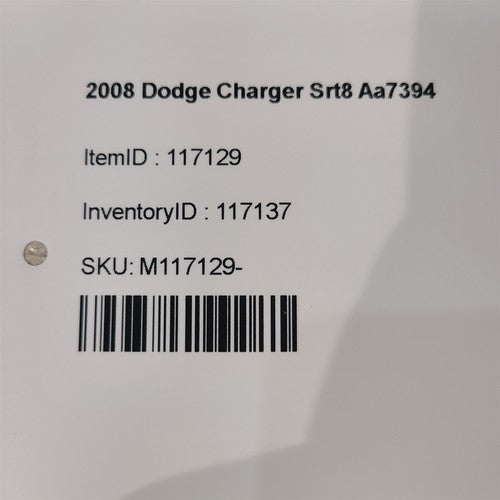 2008 Dodge Charger Srt8 Aa7394
ItemID : 117129
InventoryID : 117137
SKU: M117129-